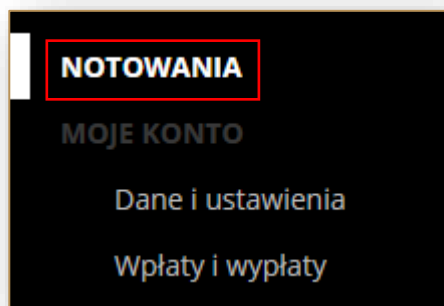 NOTOWANIA
MOJE KONTO
Dane i ustawienia
Wpłaty i wypłaty